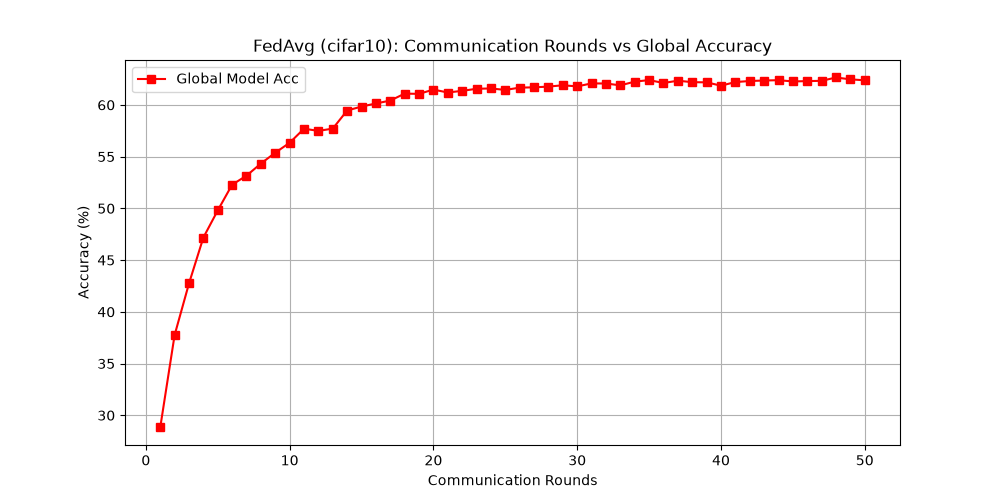 FedAvg (cifar10): Communication Rounds vs Global Accuracy
Global Model Acc
Accuracy (%)
60
55
50
45
40
35
30
0 10 20 30 40 50
Communication Rounds